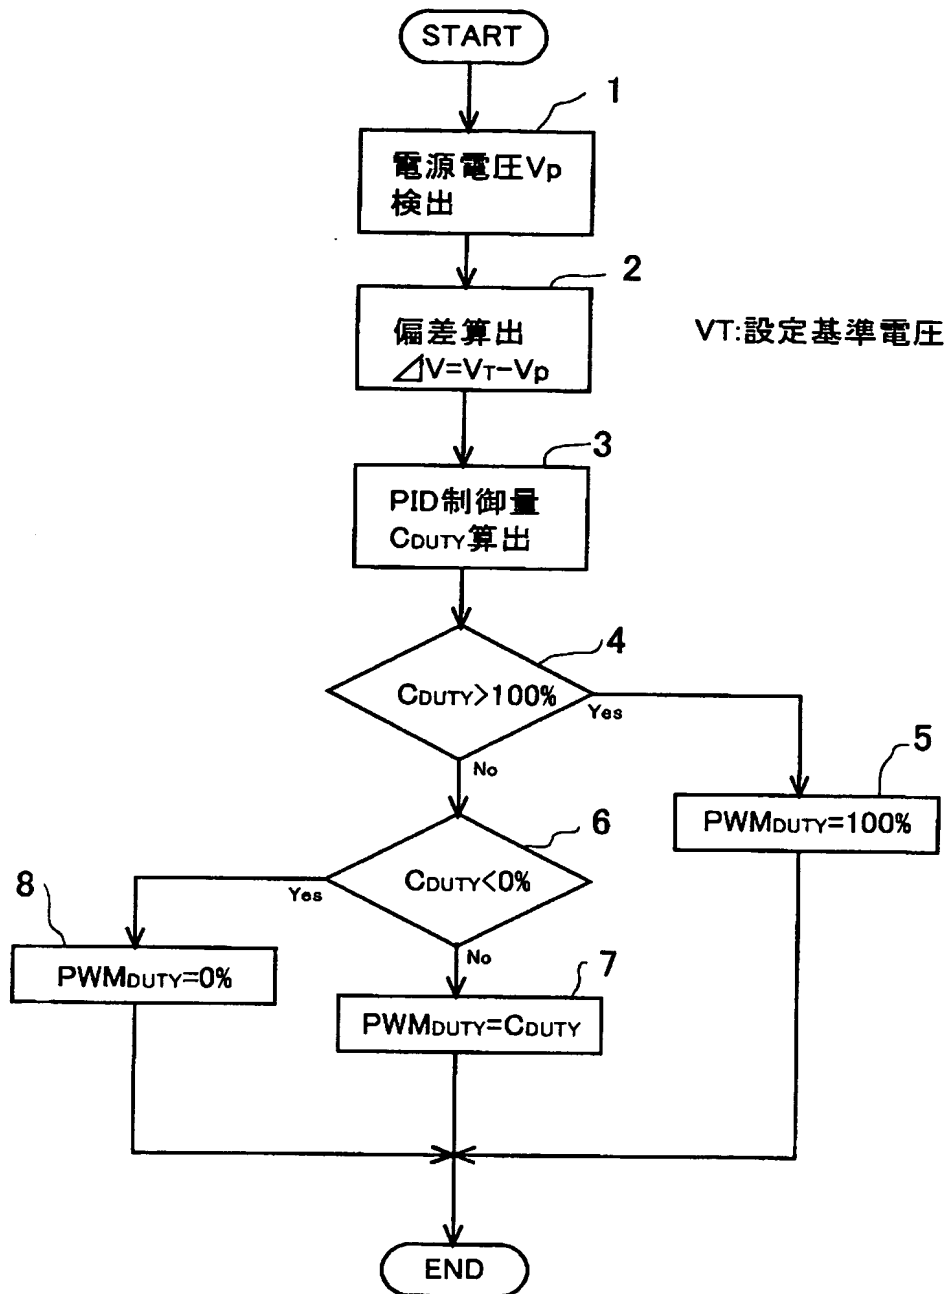 START
1
電源電圧Vp
検出
2
偏差算出
⊿V=VT-Vp
VT:設定基準電圧
3
PID制御量
CDUTY算出
4
CDUTY>100%
Yes
No
5
PWMDUTY=100%
6
CDUTY<0%
Yes
No
8
PWMDUTY=0%
7
PWMDUTY=CDUTY
END